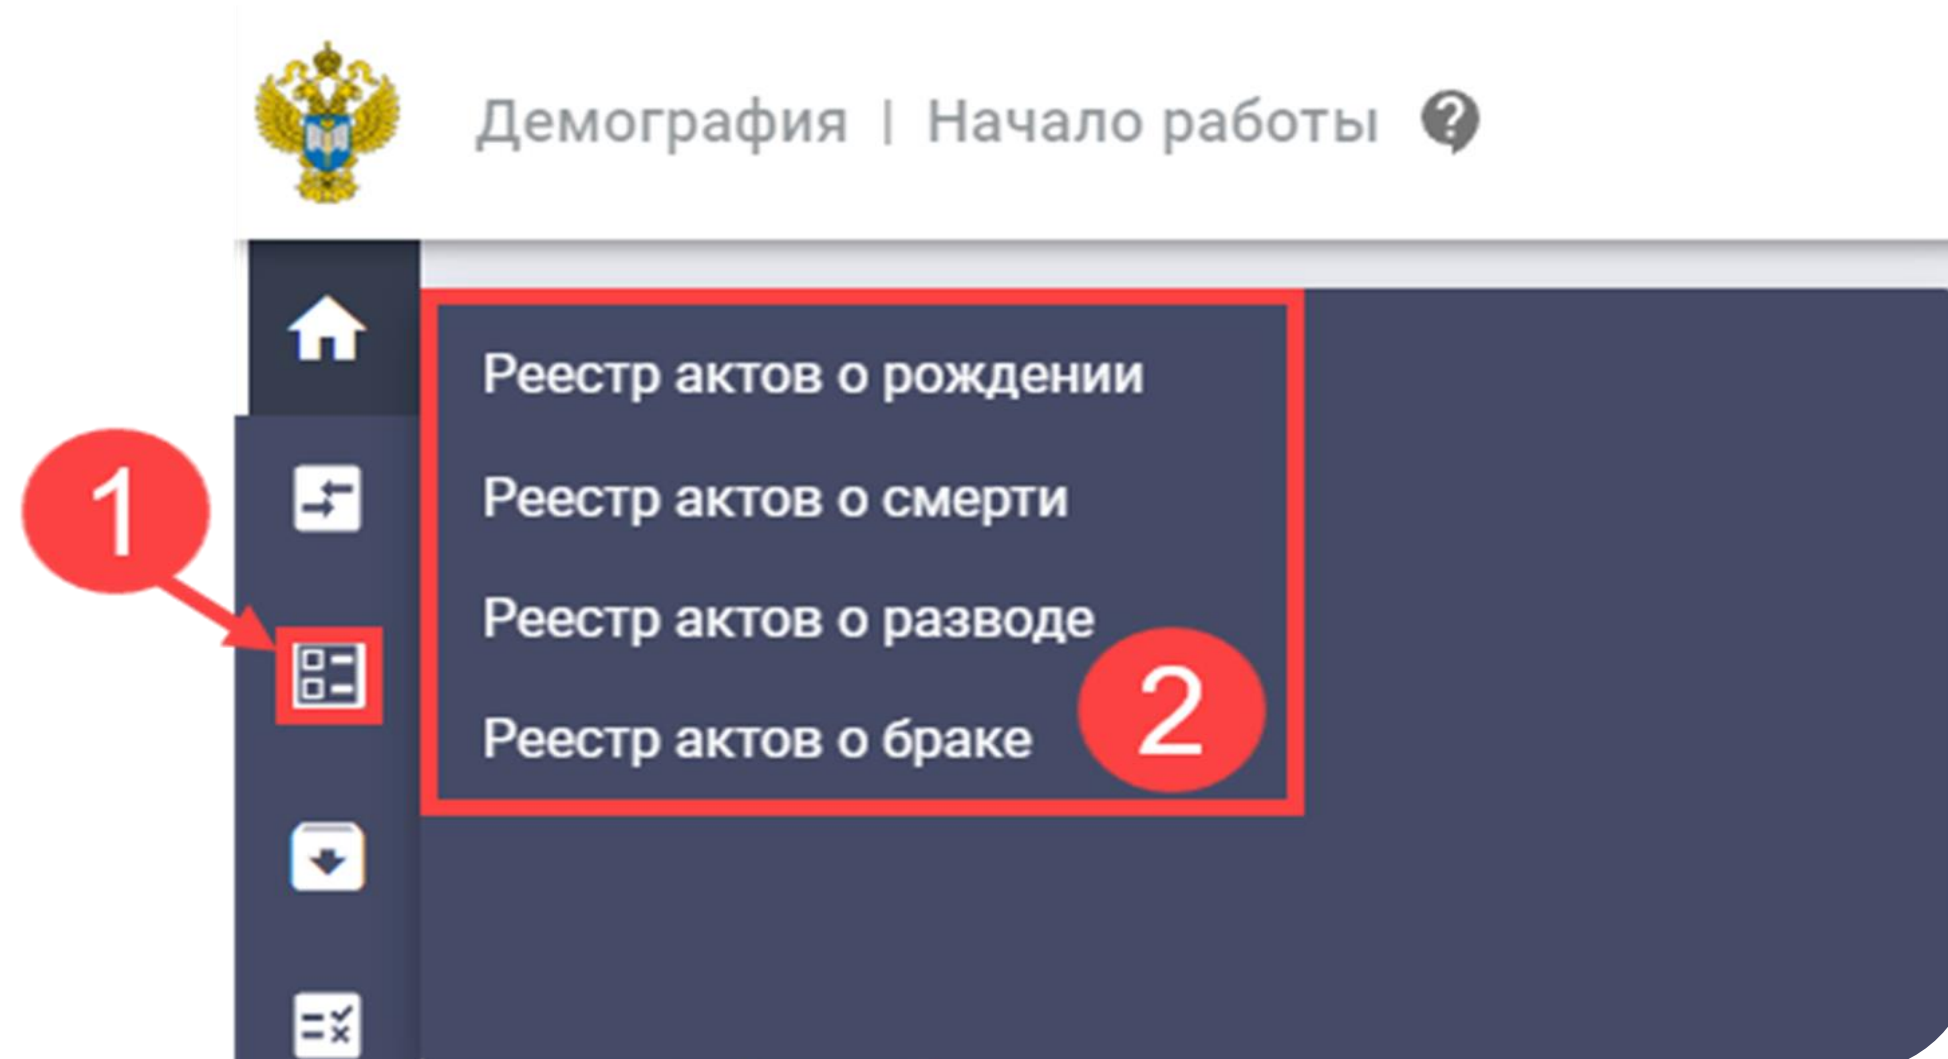 Демография | Начало работы
Реестр актов о рождении
1
Реестр актов о смерти
Реестр актов о разводе
2
Реестр актов о браке